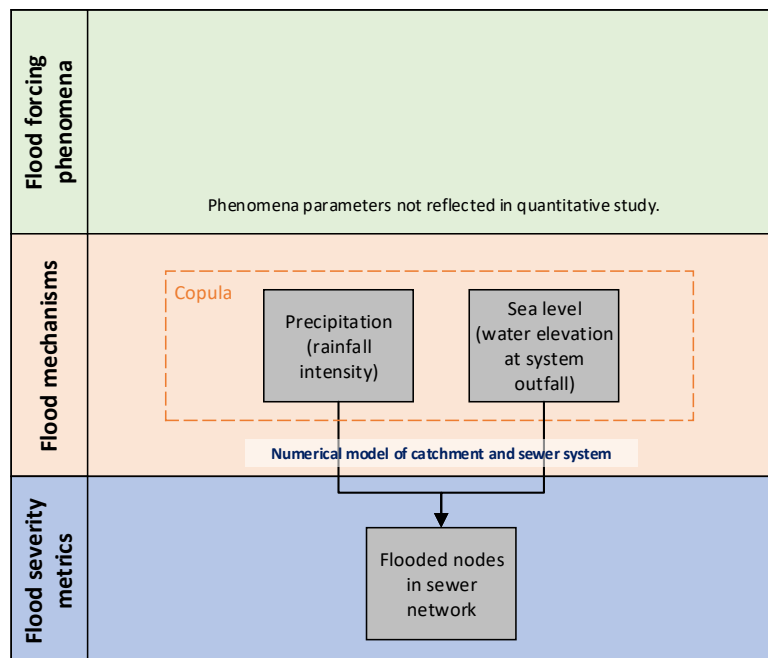 Flood forcing
phenomena
Phenomena parameters not reflected in quantitative study.
Flood mechanisms
Copula
Precipitation
(rainfall
intensity)
Sea level
(water elevation
at system
outfall)
Numerical model of catchment and sewer system
Flood severity
metrics
Flooded nodes
in sewer
network